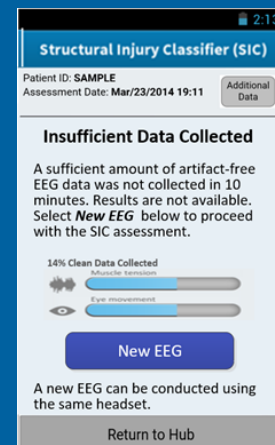 2:13
Structural Injury Classifier (SIC)
Patient ID: SAMPLE
Assessment Date: Mar/23/2014 19:11
Additional
Data
Insufficient Data Collected
A sufficient amount of artifact-free
EEG data was not collected in 10
minutes. Results are not available.
Select New EEG below to proceed
with the SIC assessment.
14% Clean Data Collected
Muscle tension
Eye movement
New EEG
A new EEG can be conducted using
the same headset.
Return to Hub